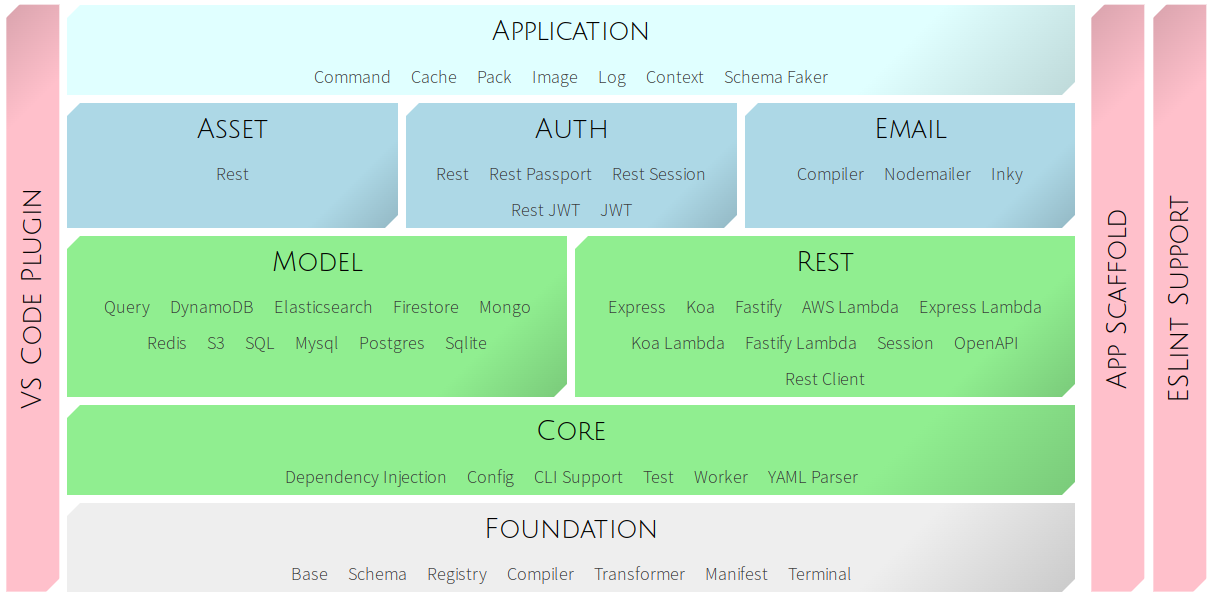 VS Code Plugin
Application
Command Cache Pack Image Log Context Schema Faker
Asset
Rest
Auth
Rest Rest Passport Rest Session
Rest JWT JWT
Email
Compiler Nodemailer Inky
Model
Query DynamoDB Elasticsearch Firestore Mongo
Redis S3 SQL Mysql Postgres Sqlite
Rest
Express Koa Fastify AWS Lambda Express Lambda
Koa Lambda Fastify Lambda Session OpenAPI
Rest Client
Core
Dependency Injection Config CLI Support Test Worker YAML Parser
Foundation
Base Schema Registry Compiler Transformer Manifest Terminal
App Scaffold
ESLint Support